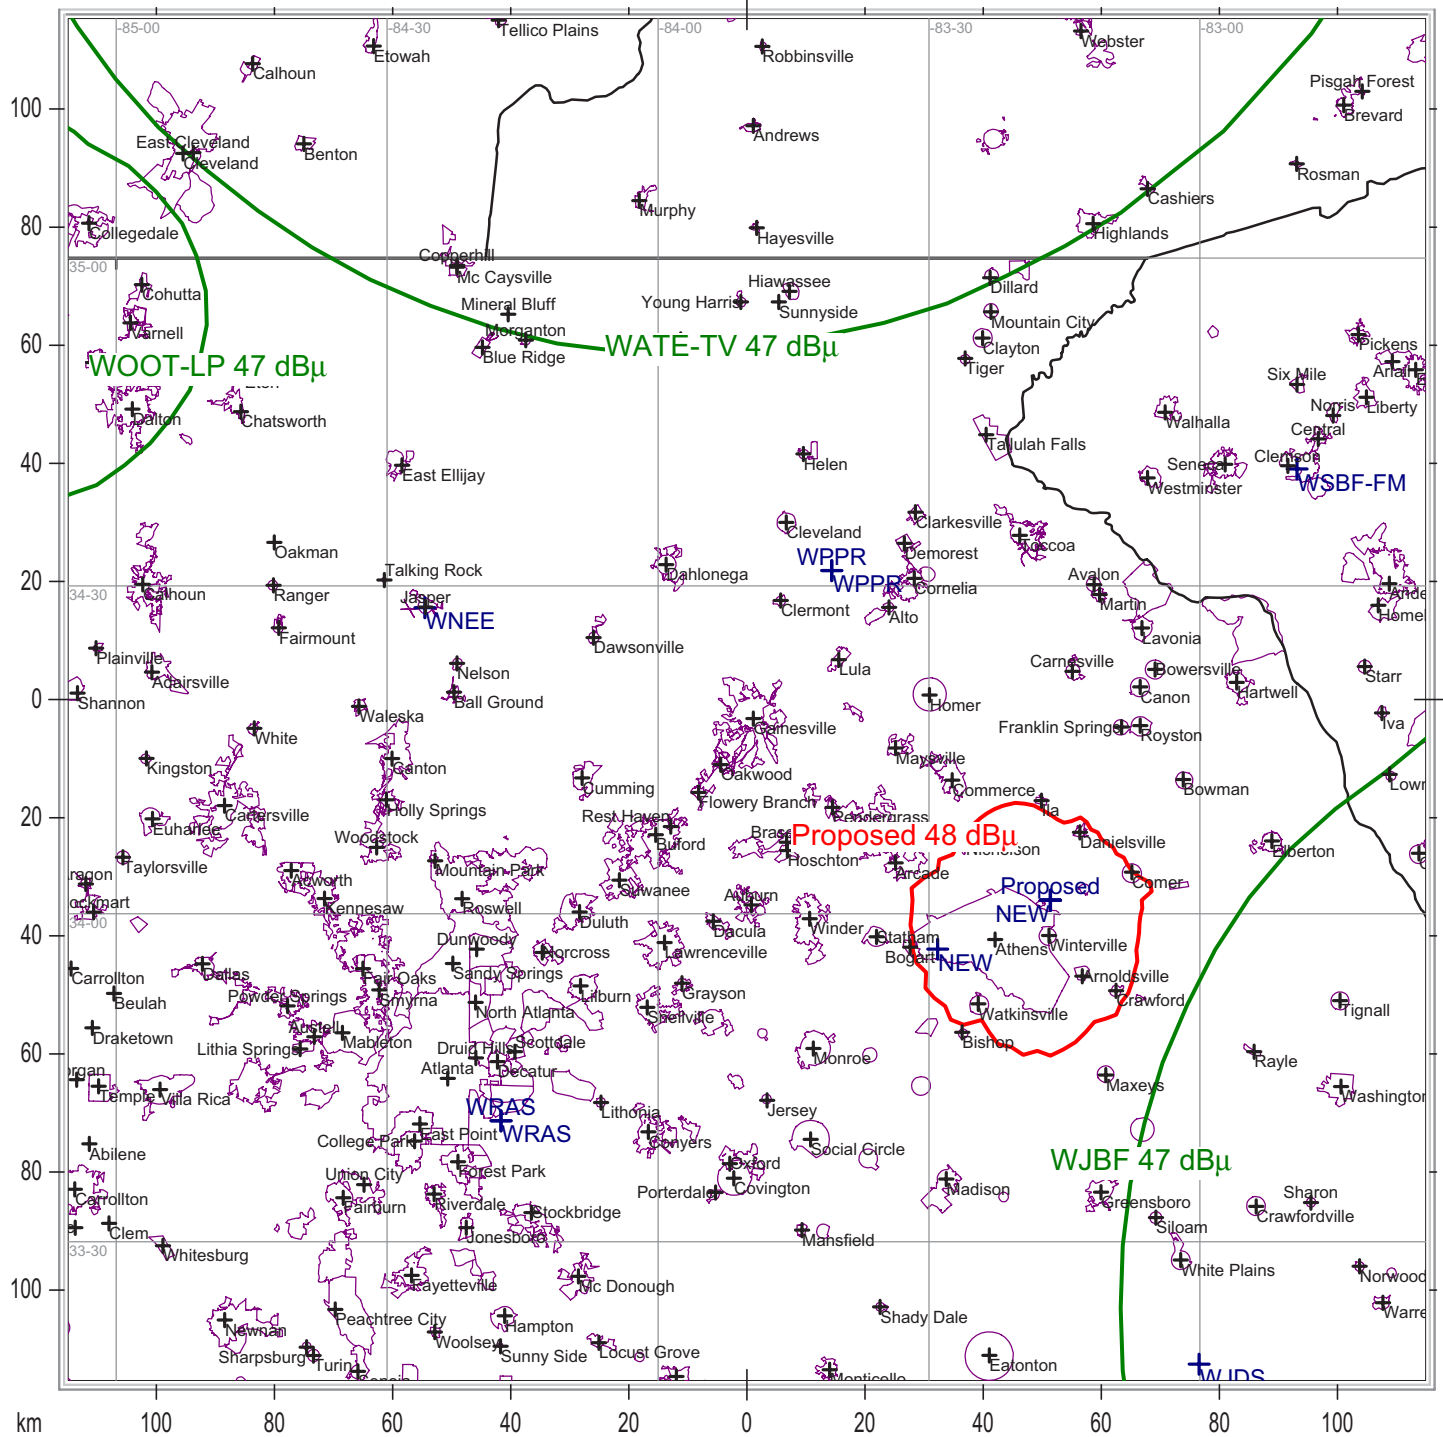 -85-00
-84-30
-84-00
-83-30
-83-00
Tellico Plains
Etowah
Calhoun
Robbinsville
Webster
Pisgah Forest
Brevard
100
East Cleveland
Cleveland
Benton
Andrews
Rosman
Murphy
Cashiers
80
Collegedale
Hayesville
Highlands
35-00
Copperhill
Mc Caysville
Cohutta
Hiawassee
Dillard
Mineral Bluff
Young Harris
Sunnyside
Varnell
Morganton
Mountain City
60
WATE-TV 47 dBμ
Blue Ridge
Clayton
Pickens
WOOT-LP 47 dBμ
Tiger
Six Mile
Dalton
Chatsworth
Norris
Liberty
Walhalla
Central
Tallulah Falls
40
East Ellijay
Helen
Seneca
Clemson
Westminster
WSBF-FM
Cleveland
Clarkesville
Oakman
Demorest
Toccoa
WPPR
WPPR
Talking Rock
Dahlonega
Cornelia
Avalon
20
34-30
Calhoun
Ranger
Jasper
WNEE
Clermont
Alto
Martin
Fairmount
Dawsonville
Lavonia
Plainville
Adairsville
Nelson
Lula
Carnesville
Bowersville
Starr
0
Shannon
Ball Ground
Homer
Canon
Hartwell
Waleska
White
Gainesville
Franklin Springs
Royston
Iva
Kingston
Canton
Oakwood
Maysville
Cumming
Commerce
Bowman
Cartersville
Holly Springs
Flowery Branch
Ila
20
Euharlee
Rest Haven
Pendergrass
Woodstock
Buford
Proposed 48 dBμ
Danielsville
Elberton
Taylorsville
Mountain Park
Hoschton
Nicholson
Arcade
Comer
Acworth
Suwanee
Kennesaw
Roswell
Auburn
Proposed
NEW
34-00
Duluth
Dacula
Winder
40
Dunwoody
Norcross
Lawrenceville
Statham
Bogart
NEW
Athens
Winterville
Carrollton
Dallas
Fair Oaks
Sandy Springs
Arnoldsville
Beulah
Powder Springs
Smyrna
Lilburn
Grayson
Crawford
North Atlanta
Snellville
Watkinsville
Tignall
Draketown
Austell
Mableton
Bishop
60
Lithia Springs
Druid Hills
Scottdale
Monroe
Rayle
Atlanta
Decatur
Temple
Villa Rica
Maxeys
Washington
WRAS
WRAS
Lithonia
Jersey
College Park
East Point
Conyers
Social Circle
Abilene
WJBF 47 dBμ
80
Union City
Forest Park
Oxford
Carrollton
Fairburn
Riverdale
Porterdale
Covington
Madison
Greensboro
Sharon
Clem
Stockbridge
Crawfordville
33-30
Whitesburg
Jonesboro
Mansfield
Siloam
Fayetteville
Mc Donough
White Plains
Norwood
100
Peachtree City
Shady Dale
Newnan
Hampton
Woolsey
Sharpsburg
Turin
Sunny Side
Locust Grove
Monticello
Eatonton
WJDS
km
100
80
60
40
20
0
20
40
60
80
100